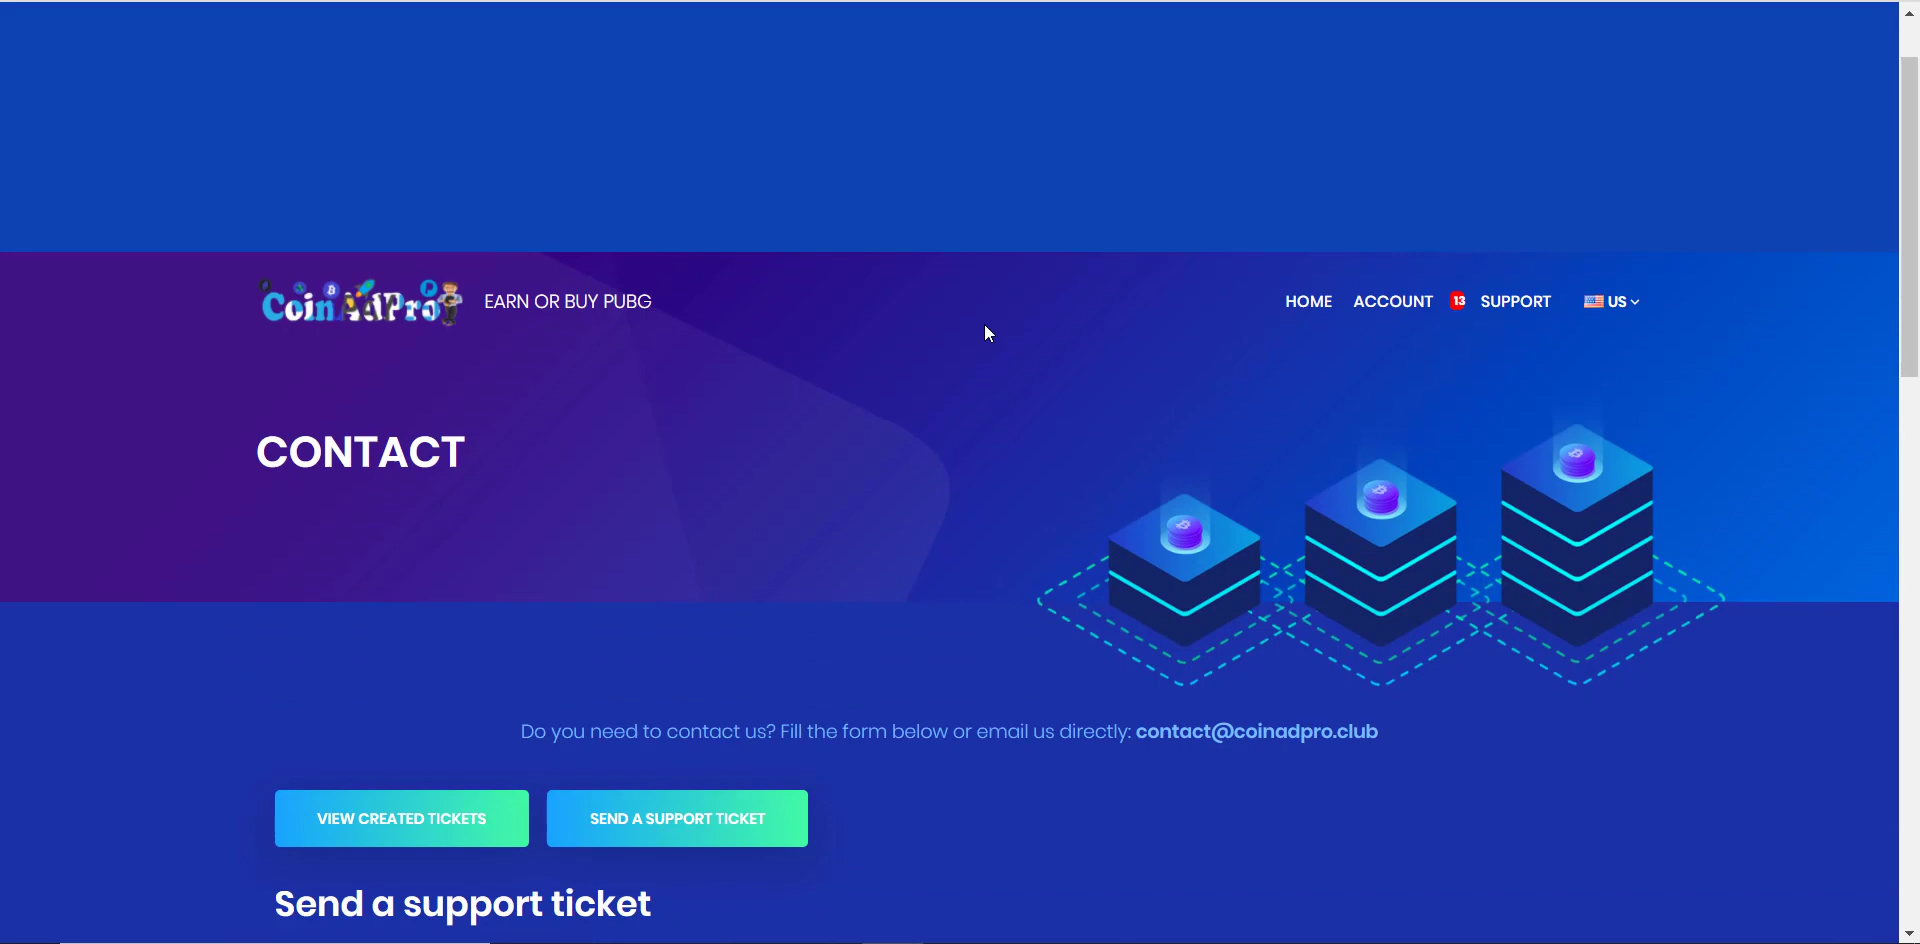 CoinAdPro
EARN OR BUY PUBG
HOME
ACCOUNT
13
SUPPORT
US
CONTACT
Do you need to contact us? Fill the form below or email us directly: contact@coinadpro.club
VIEW CREATED TICKETS
SEND A SUPPORT TICKET
Send a support ticket